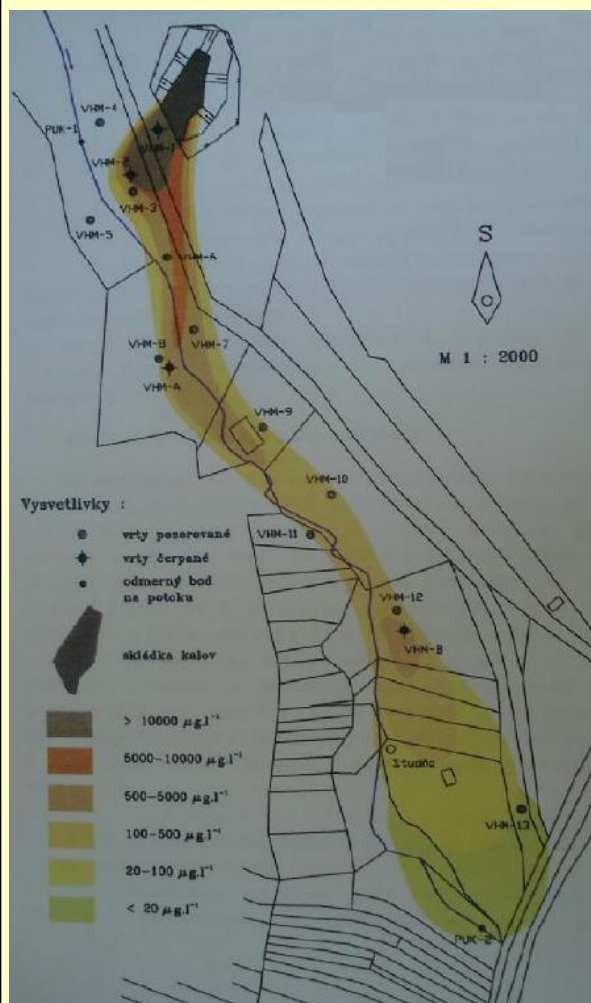 VHM-4
PUK-1
VHM-1
VHM-2
VHM-3
VHM-5
VHM-6
S
VHM-7
VHM-8
VHM-A
M 1 : 2000
VHM-9
VHM-10
VHM-11
VHM-12
VHM-B
Studňa
VHM-13
PUK-2
Vysvetlivky :
vrty pozorované
vrty čerpané
odmerný bod
na potoku
skládka kalov
> 10000 µg.l⁻¹
5000-10000 µg.l⁻¹
500-5000 µg.l⁻¹
100-500 µg.l⁻¹
20-100 µg.l⁻¹
< 20 µg.l⁻¹